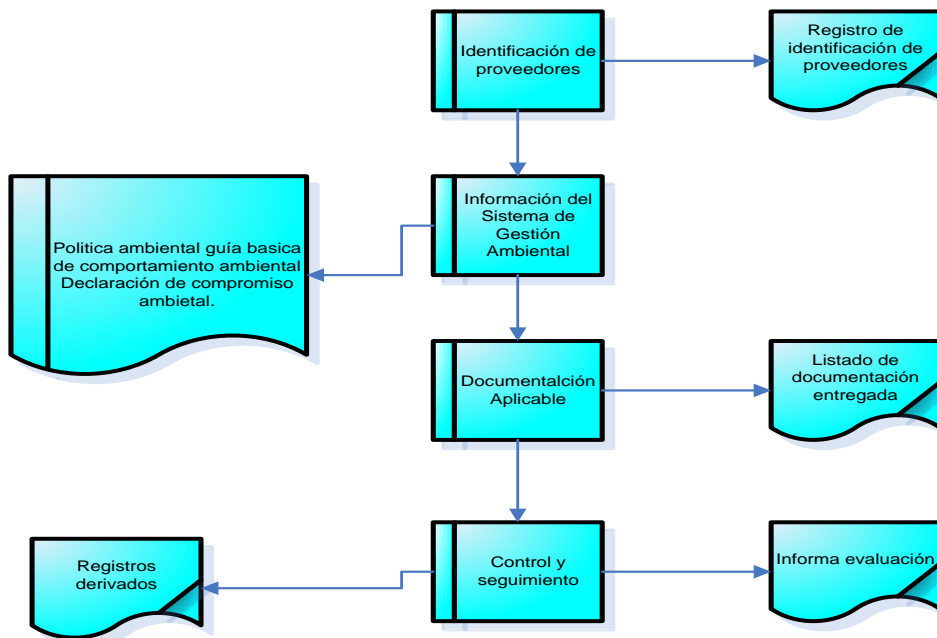 Identificación de
proveedores
Registro de
identificación de
proveedores
Información del
Sistema de
Gestión
Ambiental
Politica ambiental guía basica
de comportamiento ambiental
Declaración de compromiso
ambietal.
Documentalción
Aplicable
Listado de
documentación
entregada
Control y
seguimiento
Registros
derivados
Informa evaluación